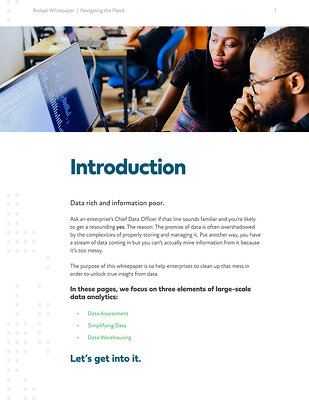 Redapt Whitepaper | Navigating the Flood
1
Introduction
Data rich and information poor.
Ask an enterprise's Chief Data Officer if that line sounds familiar and you're likely
to get a resounding yes. The reason: The promise of data is often overshadowed
by the complexities of properly storing and managing it. Put another way, you have
a stream of data coming in but you can't actually mine information from it because
it's too messy.
The purpose of this whitepaper is to help enterprises to clean up that mess in
order to unlock true insight from data.
In these pages, we focus on three elements of large-scale
data analytics:
• Data Assessment
• Simplifying Data
• Data Warehousing
Let's get into it.